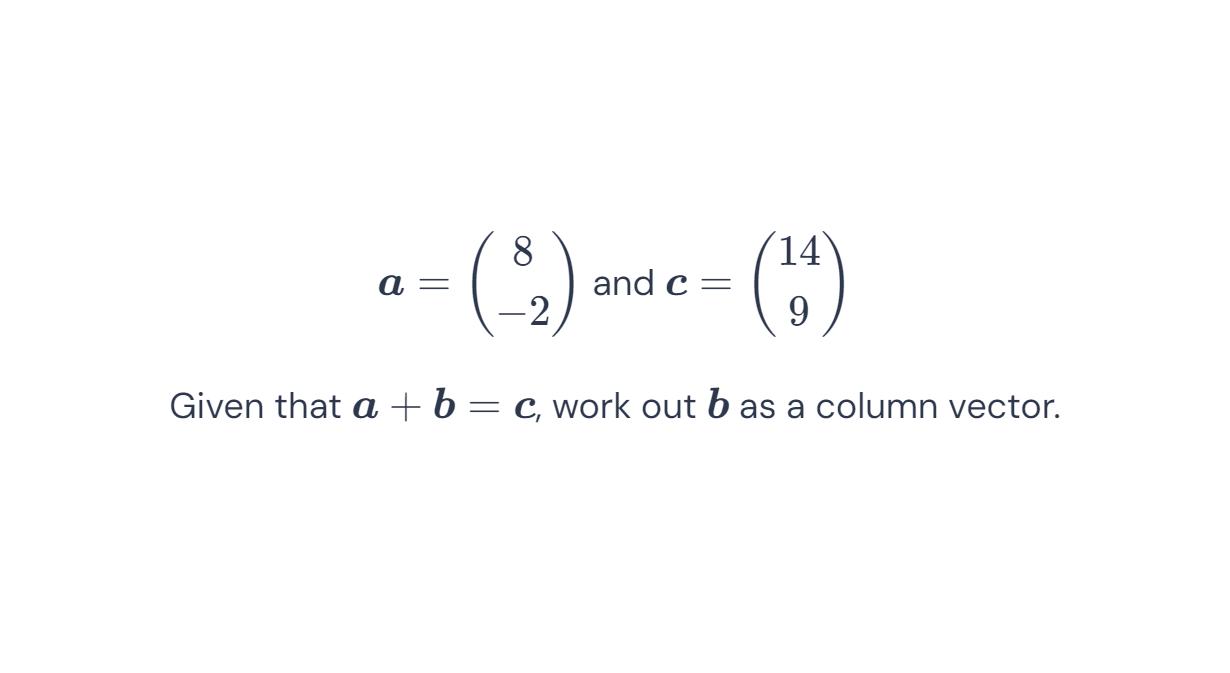 a = (8 −2) and c = (14 9)
Given that a + b = c, work out b as a column vector.